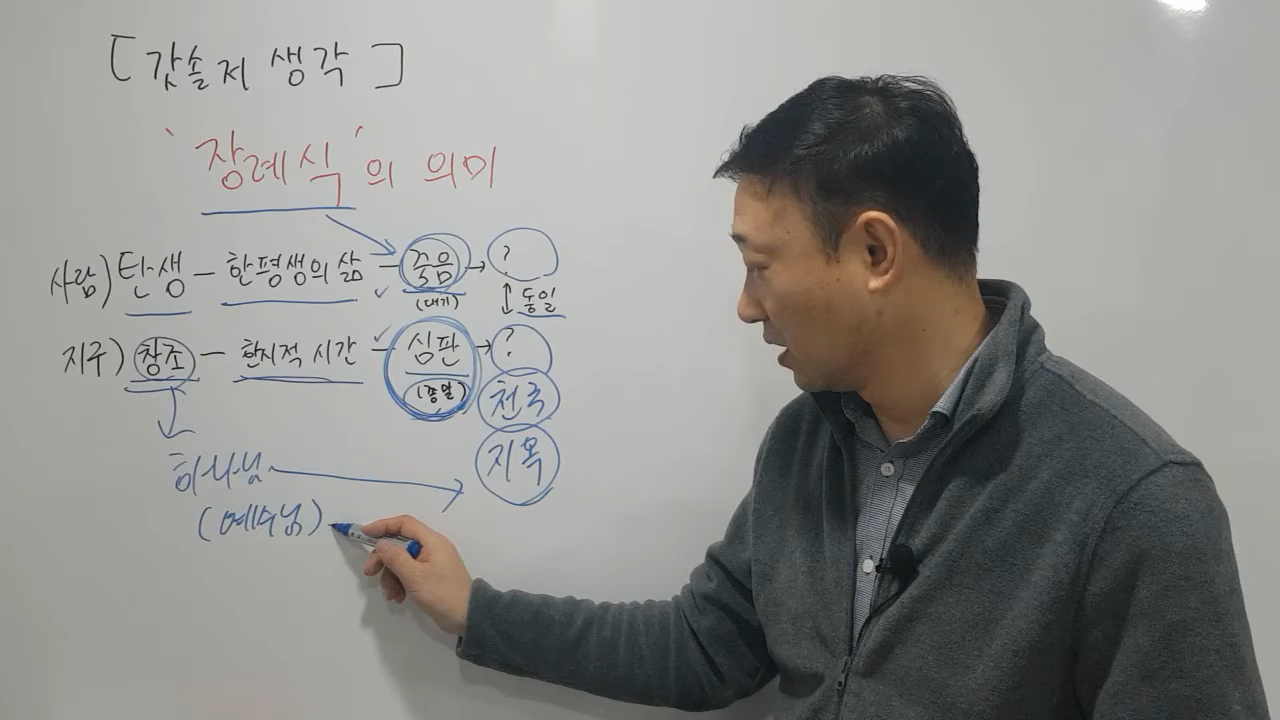 [갓솔저 생각]
'장례식'의 의미
사람) 탄생 - 한평생의 삶 - 죽음 → ?
(대기)
↕ 동일
지구) 창조 - 한시적 시간 - 심판 → ?
(종말) 천국
지옥
하나님 →
(예수님)